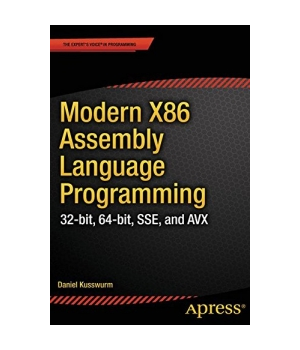 THE EXPERT'S VOICE® IN PROGRAMMING
Modern X86
Assembly
Language
Programming
32-bit, 64-bit, SSE, and AVX
Daniel Kusswurm
Apress®